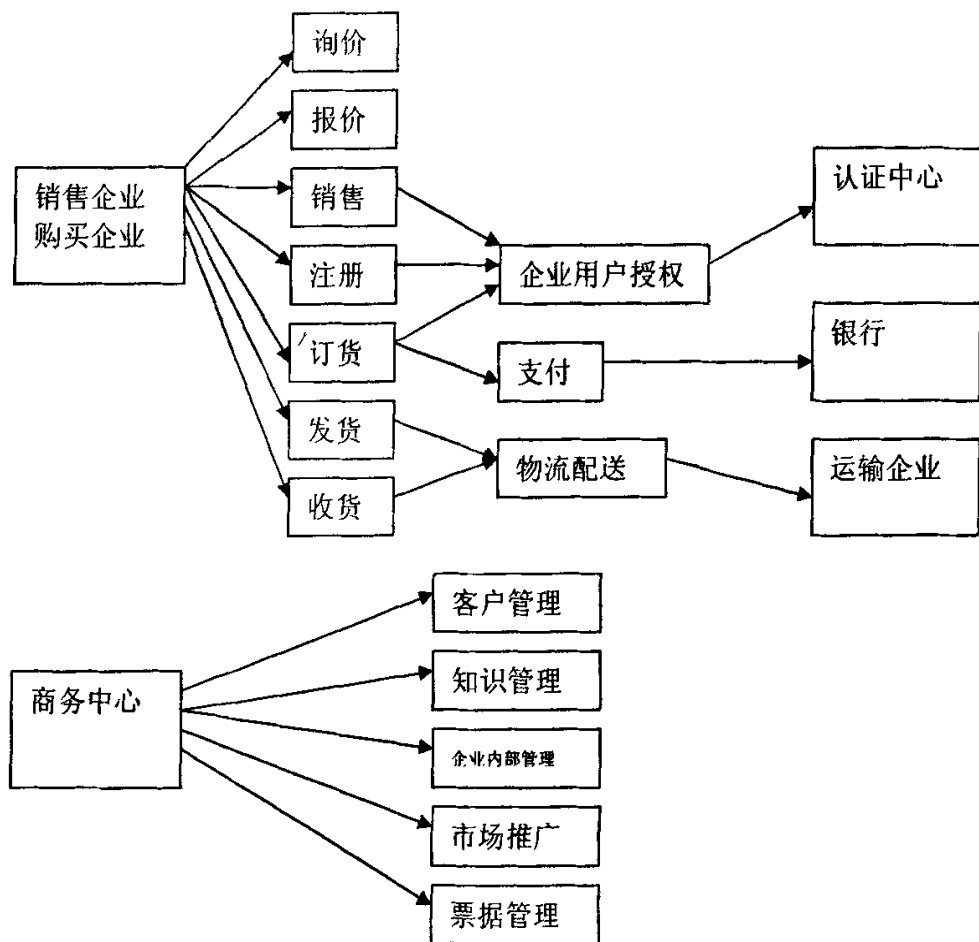 询价
报价
销售企业
购买企业
销售
注册
订货
发货
收货
企业用户授权
支付
物流配送
认证中心
银行
运输企业
商务中心
客户管理
知识管理
企业内部管理
市场推广
票据管理